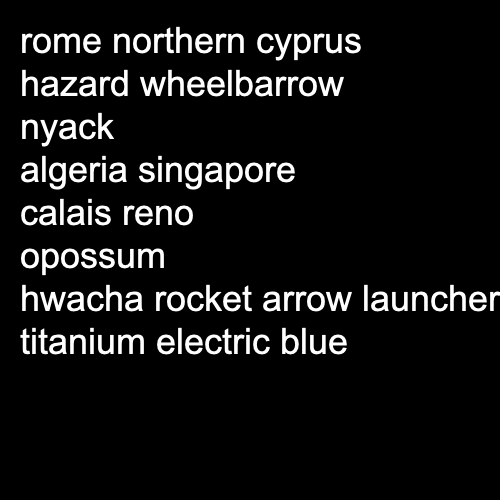 rome northern cyprus
hazard wheelbarrow
nyack
algeria singapore
calais reno
opossum
hwacha rocket arrow launcher
titanium electric blue